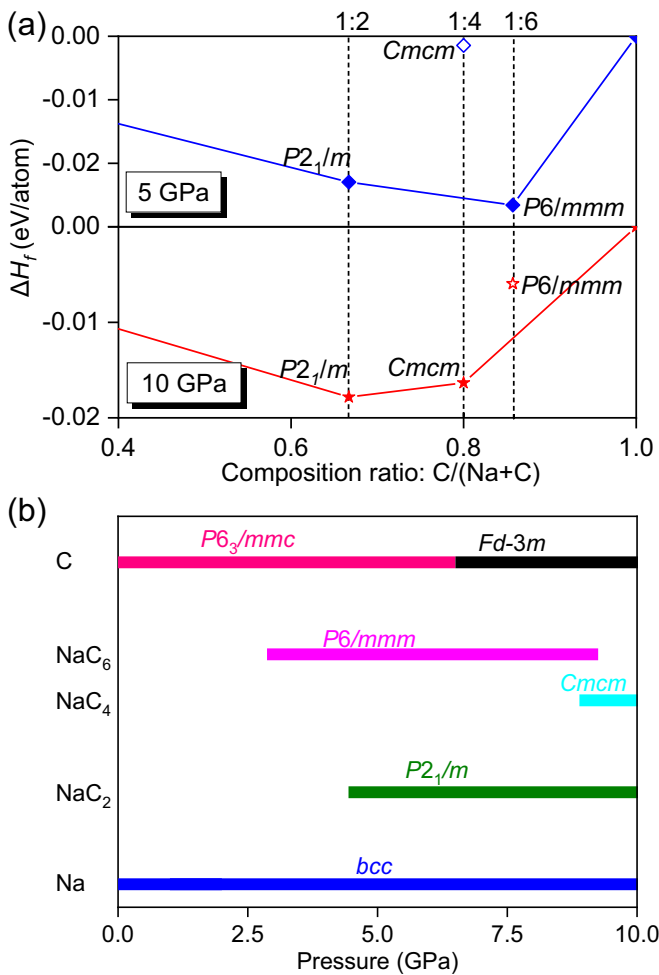 (a)
1:2 1:4 1:6
0.00
Cmcm
-0.01
ΔH_f (eV/atom)
-0.02
P2₁/m
5 GPa
P6/mmm
0.00
P6/mmm
-0.01
P2₁/m
Cmcm
10 GPa
-0.02
0.4 0.6 0.8 1.0
Composition ratio: C/(Na+C)
(b)
P6₃/mmc Fd-3m
C
P6/mmm
NaC₆
Cmcm
NaC₄
P2₁/m
NaC₂
bcc
Na
0.0 2.5 5.0 7.5 10.0
Pressure (GPa)